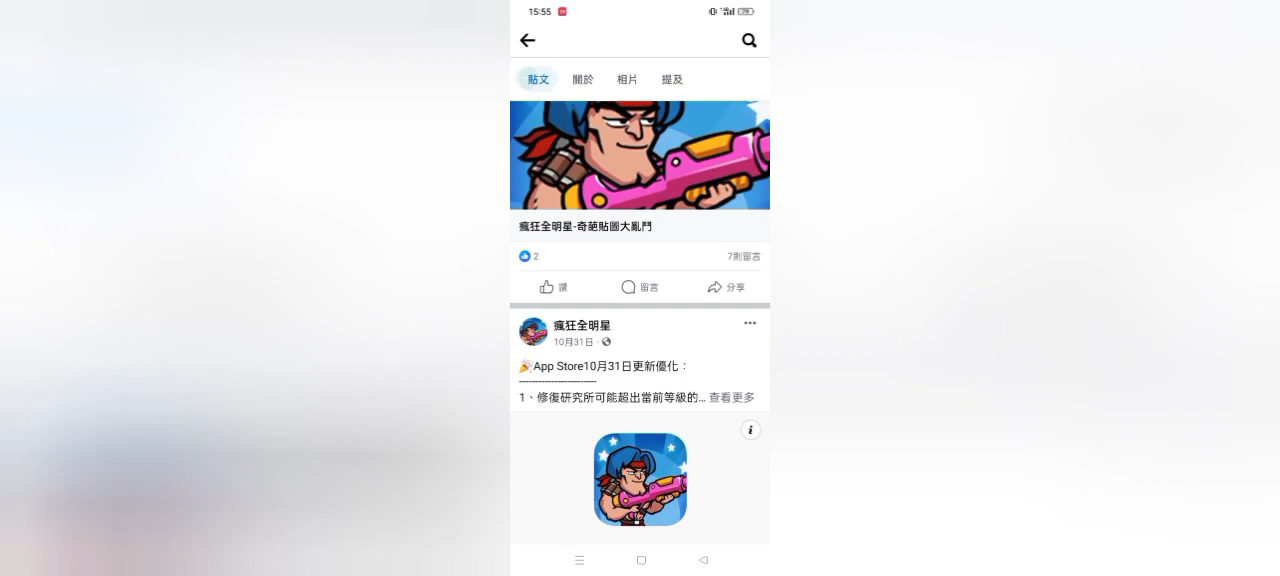 15:55
貼文 關於 相片 提及
瘋狂全明星-奇葩貼圖大亂鬥
2 7則留言
讚 留言 分享
瘋狂全明星
10月31日 ·
🎉App Store10月31日更新優化：
------------------------
1、修復研究所可能超出當前等級的... 查看更多